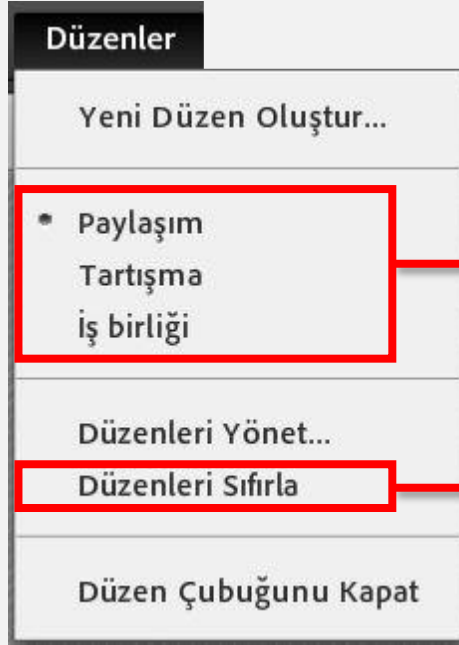 Düzenler
Yeni Düzen Oluştur...
Paylaşım
Tartışma
İş birliği
Düzenleri Yönet...
Düzenleri Sıfırla
Düzen Çubuğunu Kapat